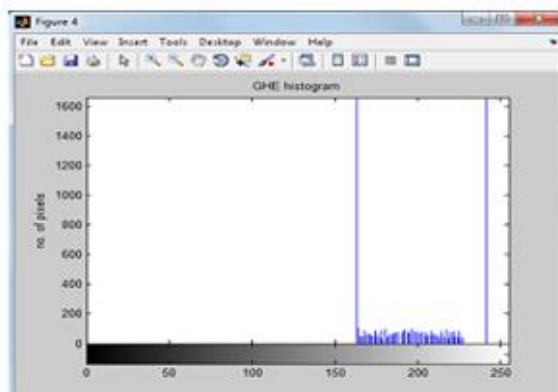 Figure 4
File Edit View Insert Tools Desktop Window Help
GHE histogram
1600
1400
1200
1000
800
600
400
200
0
no. of pixels
0 50 100 150 200 250